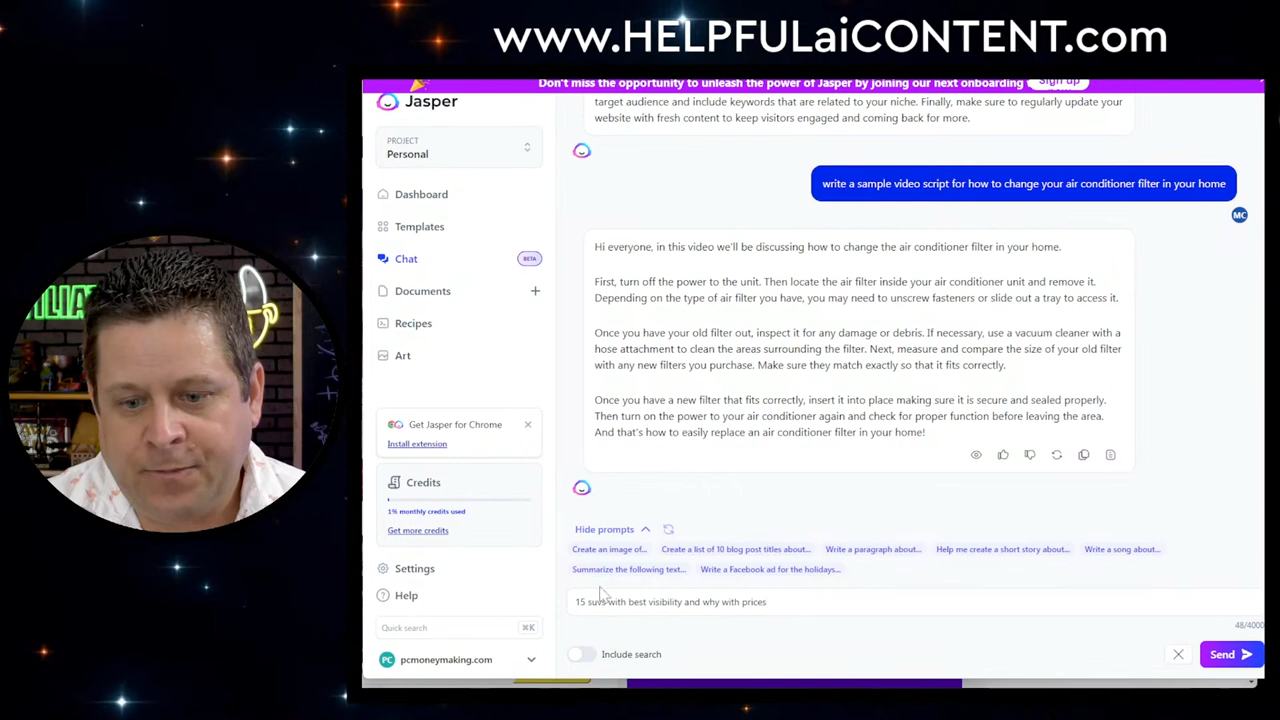 www.HELPFULaiCONTENT.com
Don't miss the opportunity to unleash the power of Jasper by joining our next onboarding
Sign up
Jasper
PROJECT
Personal
Dashboard
Templates
Chat
BETA
Documents
Recipes
Art
Get Jasper for Chrome
Install extension
Credits
1% monthly credits used
Get more credits
Settings
Help
Quick search
⌘K
PC
pcmoneymaking.com
target audience and include keywords that are related to your niche. Finally, make sure to regularly update your
website with fresh content to keep visitors engaged and coming back for more.
write a sample video script for how to change your air conditioner filter in your home
MC
Hi everyone, in this video we'll be discussing how to change the air conditioner filter in your home.
First, turn off the power to the unit. Then locate the air filter inside your air conditioner unit and remove it.
Depending on the type of air filter you have, you may need to unscrew fasteners or slide out a tray to access it.
Once you have your old filter out, inspect it for any damage or debris. If necessary, use a vacuum cleaner with a
hose attachment to clean the areas surrounding the filter. Next, measure and compare the size of your old filter
with any new filters you purchase. Make sure they match exactly so that it fits correctly.
Once you have a new filter that fits correctly, insert it into place making sure it is secure and sealed properly.
Then turn on the power to your air conditioner again and check for proper function before leaving the area.
And that's how to easily replace an air conditioner filter in your home!
Hide prompts
Create an image of... Create a list of 10 blog post titles about... Write a paragraph about... Help me create a short story about... Write a song about...
Summarize the following text... Write a Facebook ad for the holidays...
15 suvs with best visibility and why with prices
48/4000
Include search
Send